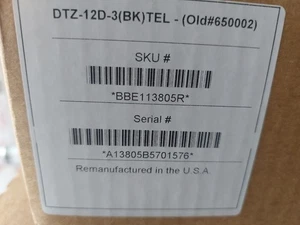 DTZ-12D-3(BK)TEL - (Old#650002)
SKU #
*BBE113805R*
Serial #
*A13805B5701576*
Remanufactured in the U.S.A